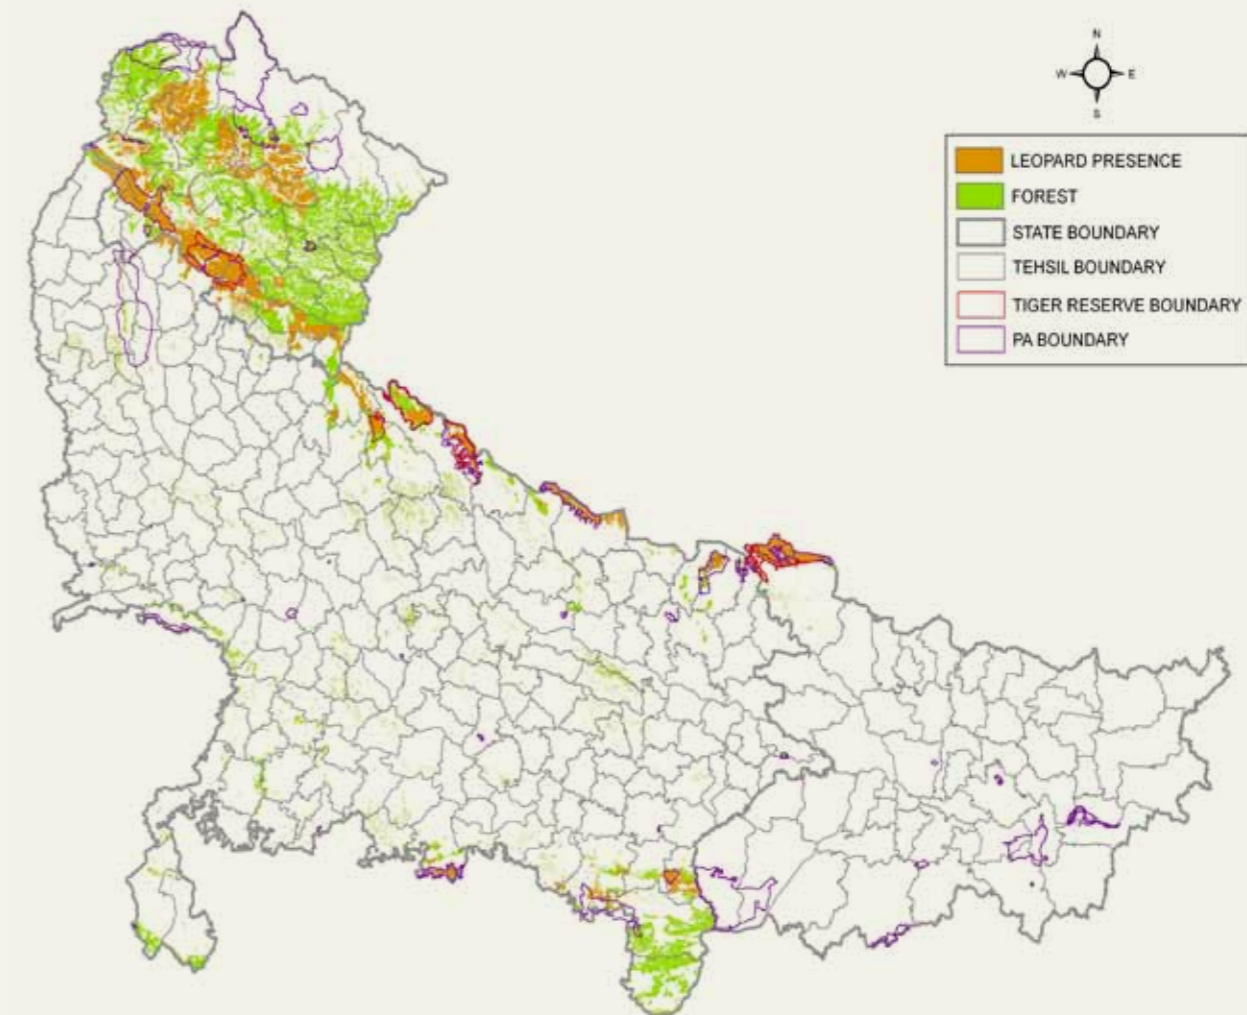 N
W E
S
LEOPARD PRESENCE
FOREST
STATE BOUNDARY
TEHSIL BOUNDARY
TIGER RESERVE BOUNDARY
PA BOUNDARY